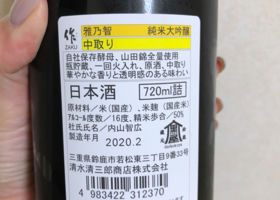 作 ZAKU
雅乃智 純米大吟醸
中取り
自社保存酵母、山田錦全量使用
瓶貯蔵、一回火入れ、原酒、中取り
華やかな香りと透明感のある味わい
日本酒 720ml詰
原材料/米(国産)、米麹(国産米)
アルコール度数/16度、精米歩合/50%
杜氏氏名/内山智広
製造年月 2020.2
三重県鈴鹿市若松東三丁目9番33号
清水清三郎商店株式会社
4 983422 312370